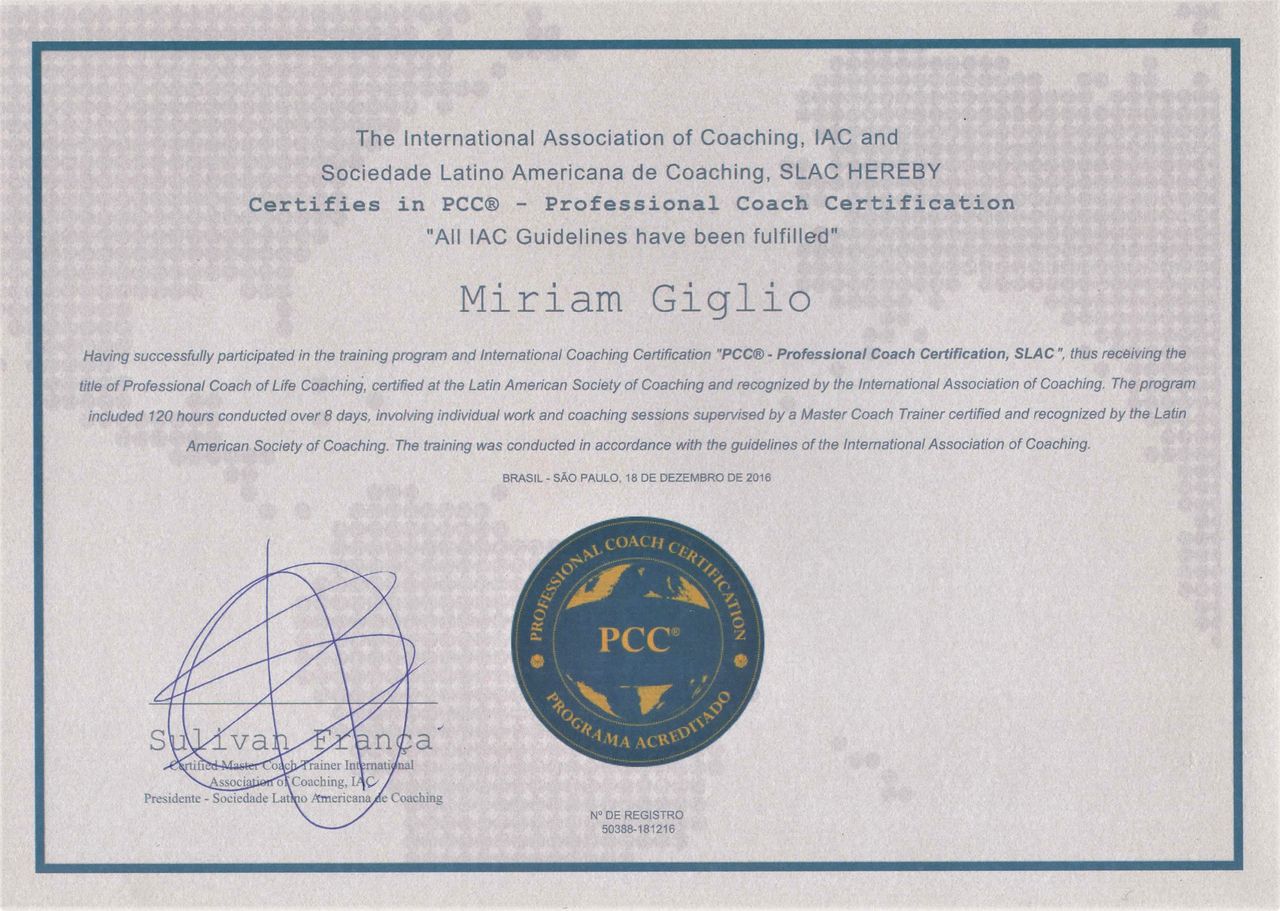 The International Association of Coaching, IAC and
Sociedade Latino Americana de Coaching, SLAC HEREBY
Certifies in PCC® - Professional Coach Certification
"All IAC Guidelines have been fulfilled"
Miriam Giglio
Having successfully participated in the training program and International Coaching Certification "PCC® - Professional Coach Certification, SLAC", thus receiving the
title of Professional Coach of Life Coaching, certified at the Latin American Society of Coaching and recognized by the International Association of Coaching. The program
included 120 hours conducted over 8 days, involving individual work and coaching sessions supervised by a Master Coach Trainer certified and recognized by the Latin
American Society of Coaching. The training was conducted in accordance with the guidelines of the International Association of Coaching.
BRASIL - SÃO PAULO, 18 DE DEZEMBRO DE 2016
PROFESSIONAL COACH CERTIFICATION
PCC®
PROGRAMA ACREDITADO
Sulivan França
Certified Master Coach Trainer International
Association of Coaching, IAC
Presidente - Sociedade Latino Americana de Coaching
Nº DE REGISTRO
50388-181216